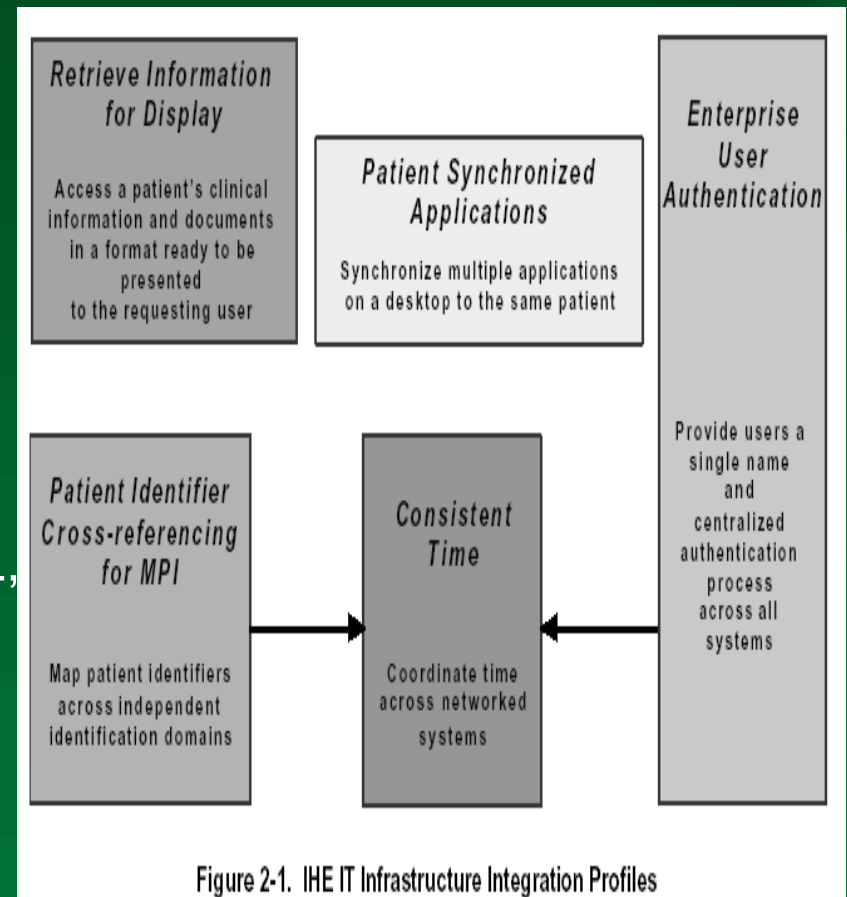 Retrieve Information
for Display
Access a patient's clinical
information and documents
in a format ready to be
presented
to the requesting user
Patient Synchronized
Applications
Synchronize multiple applications
on a desktop to the same patient
Enterprise
User
Authentication
Provide users a
single name
and
centralized
authentication
process
across all
systems
Patient Identifier
Cross-referencing
for MPI
Map patient identifiers
across independent
identification domains
Consistent
Time
Coordinate time
across networked
systems
Figure 2-1. IHE IT Infrastructure Integration Profiles